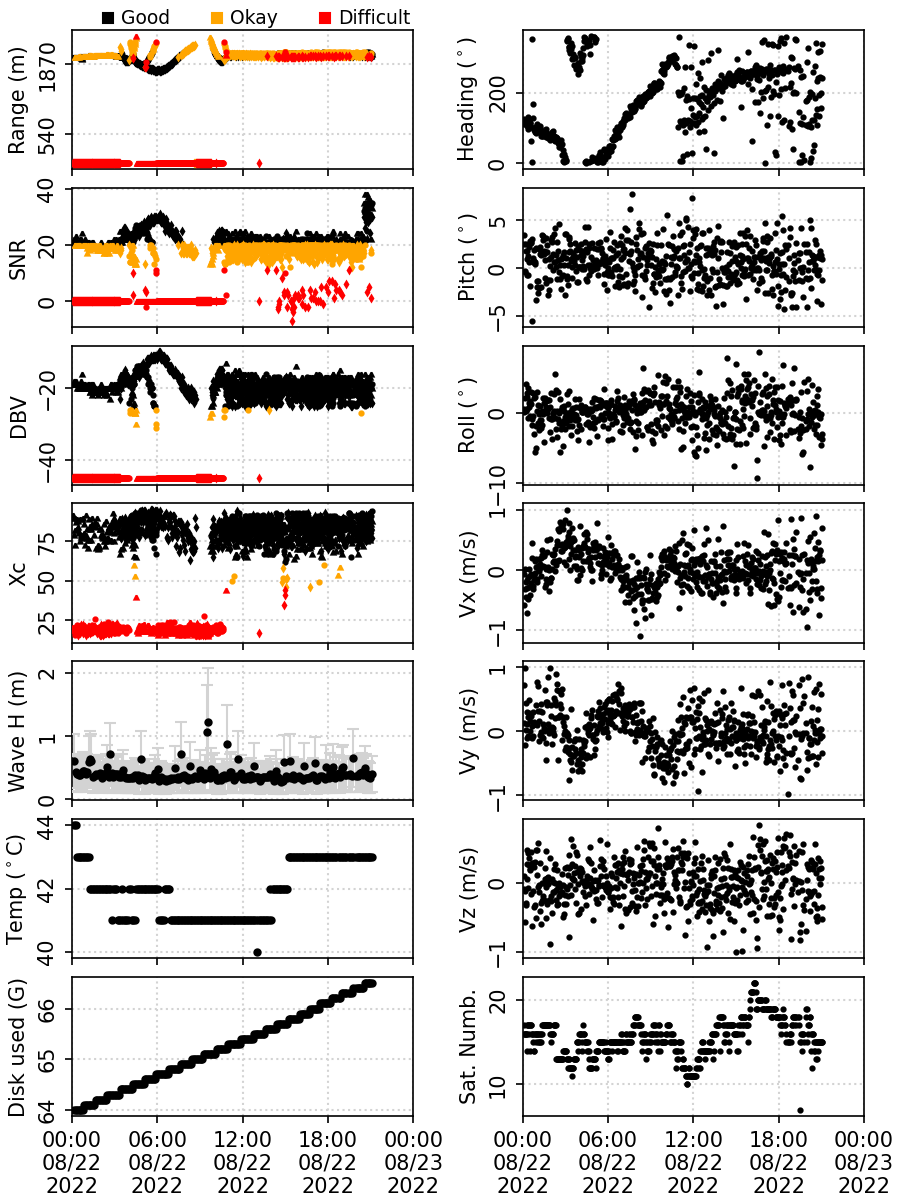 Good Okay Difficult
Range (m)
1870
540
Heading (°)
200
0
SNR
40
20
0
Pitch (°)
5
0
−5
DBV
−20
−40
Roll (°)
0
−10
Xc
75
50
25
Vx (m/s)
1
0
−1
Wave H (m)
2
1
0
Vy (m/s)
1
0
−1
Temp (°C)
44
42
40
Vz (m/s)
0
−1
Disk used (G)
66
65
64
Sat. Numb.
20
10
00:00 06:00 12:00 18:00 00:00
08/22 08/22 08/22 08/22 08/23
2022 2022 2022 2022 2022
00:00 06:00 12:00 18:00 00:00
08/22 08/22 08/22 08/22 08/23
2022 2022 2022 2022 2022